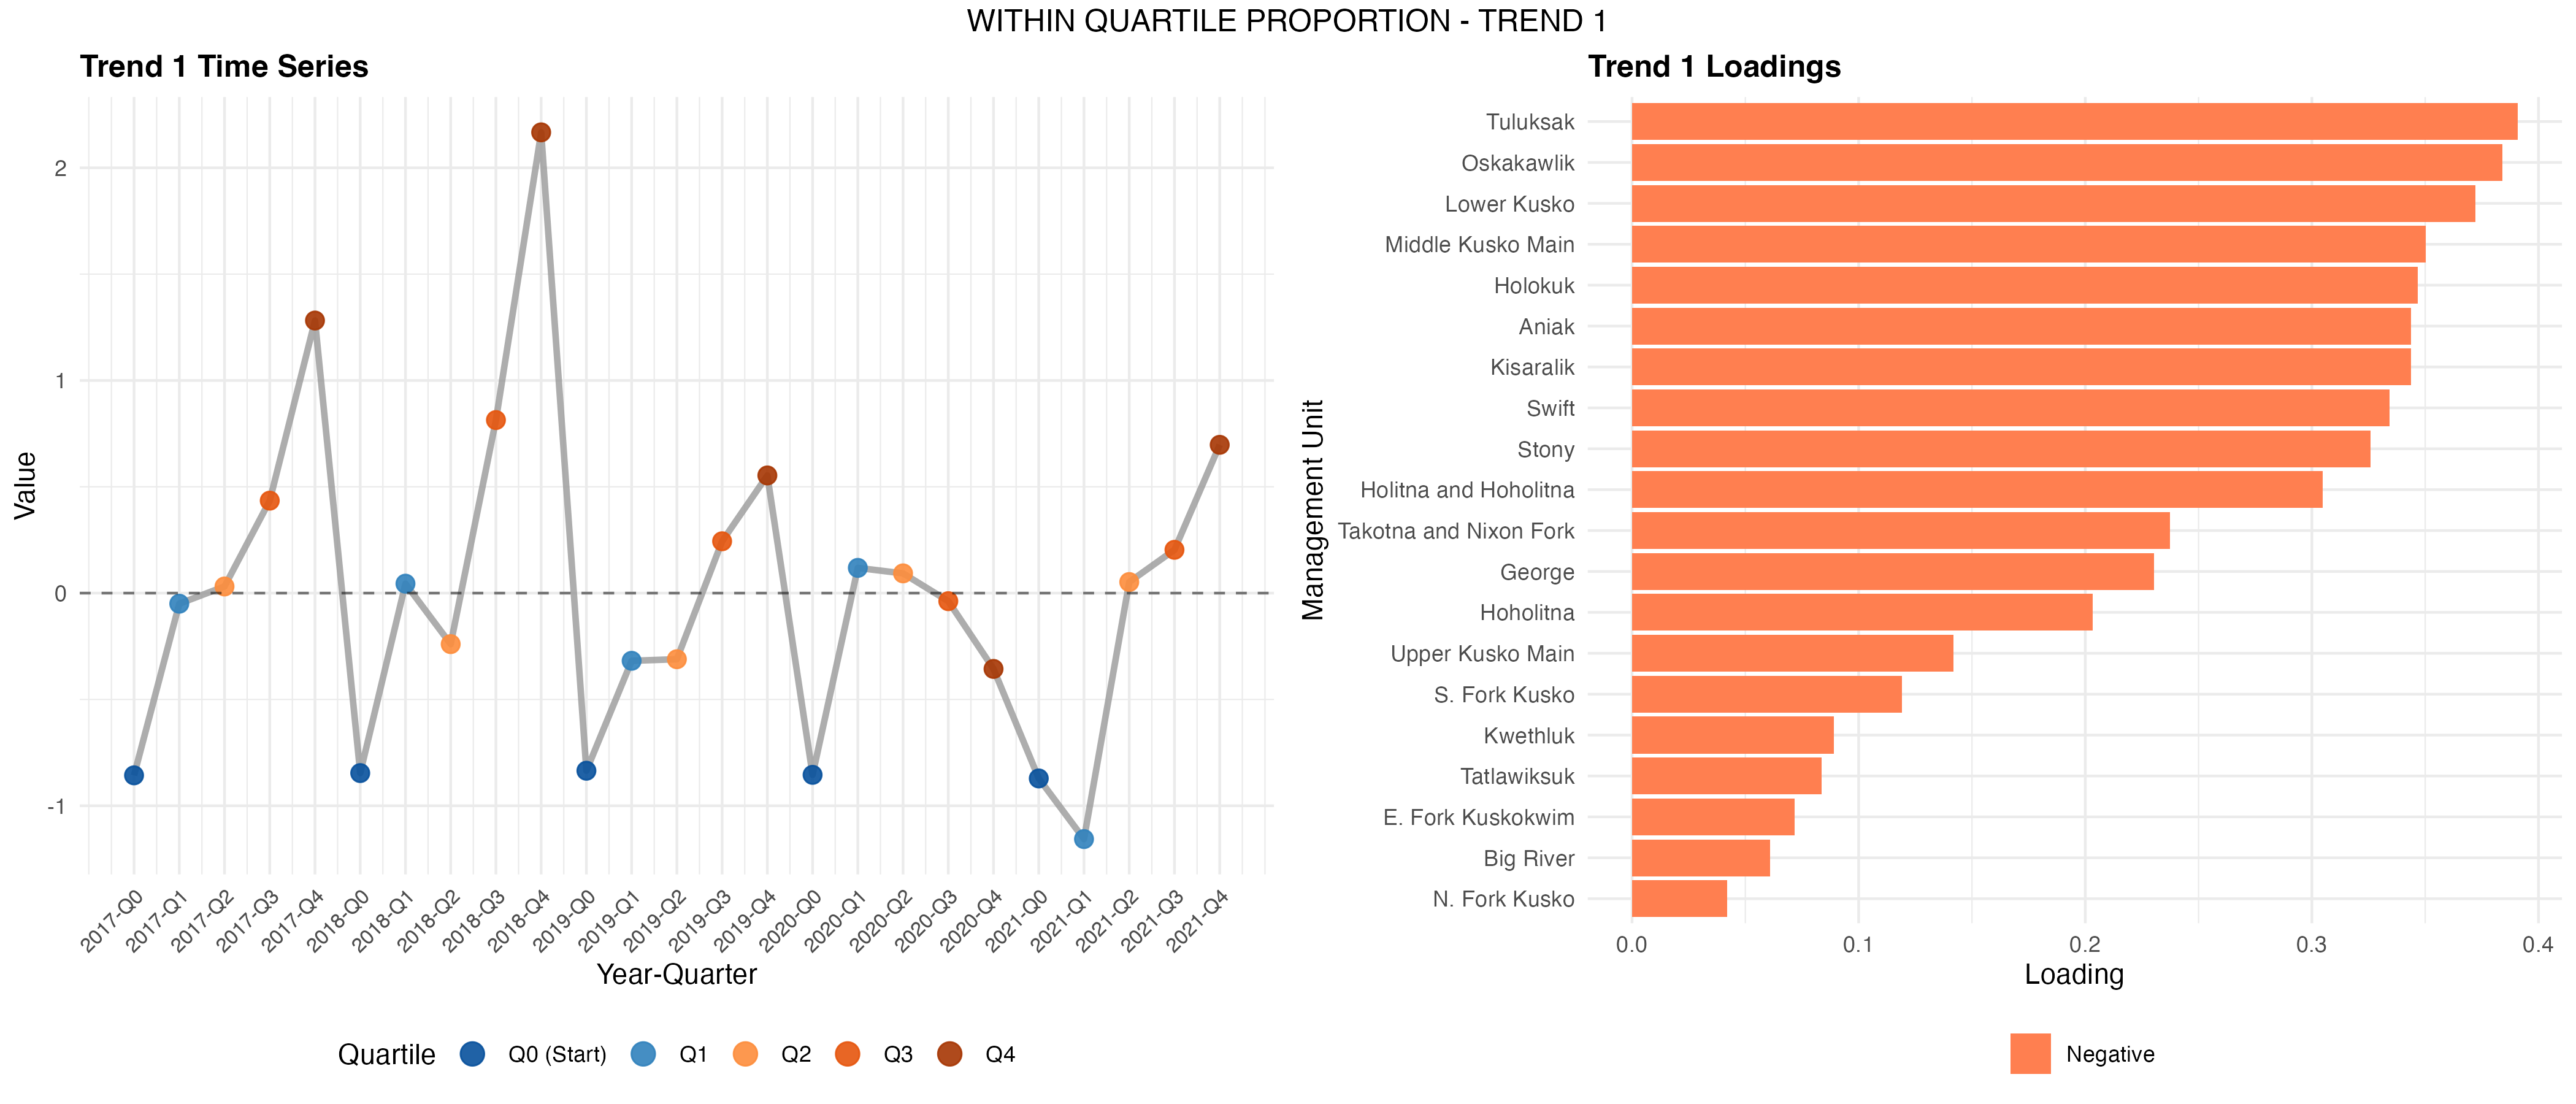 WITHIN QUARTILE PROPORTION - TREND 1
Trend 1 Time Series
Value
2
1
0
-1
2017-Q0
2017-Q1
2017-Q2
2017-Q3
2017-Q4
2018-Q0
2018-Q1
2018-Q2
2018-Q3
2018-Q4
2019-Q0
2019-Q1
2019-Q2
2019-Q3
2019-Q4
2020-Q0
2020-Q1
2020-Q2
2020-Q3
2020-Q4
2021-Q0
2021-Q1
2021-Q2
2021-Q3
2021-Q4
Year-Quarter
Quartile Q0 (Start) Q1 Q2 Q3 Q4
Trend 1 Loadings
Management Unit
Tuluksak
Oskakawlik
Lower Kusko
Middle Kusko Main
Holokuk
Aniak
Kisaralik
Swift
Stony
Holitna and Hoholitna
Takotna and Nixon Fork
George
Hoholitna
Upper Kusko Main
S. Fork Kusko
Kwethluk
Tatlawiksuk
E. Fork Kuskokwim
Big River
N. Fork Kusko
0.0 0.1 0.2 0.3 0.4
Loading
Negative